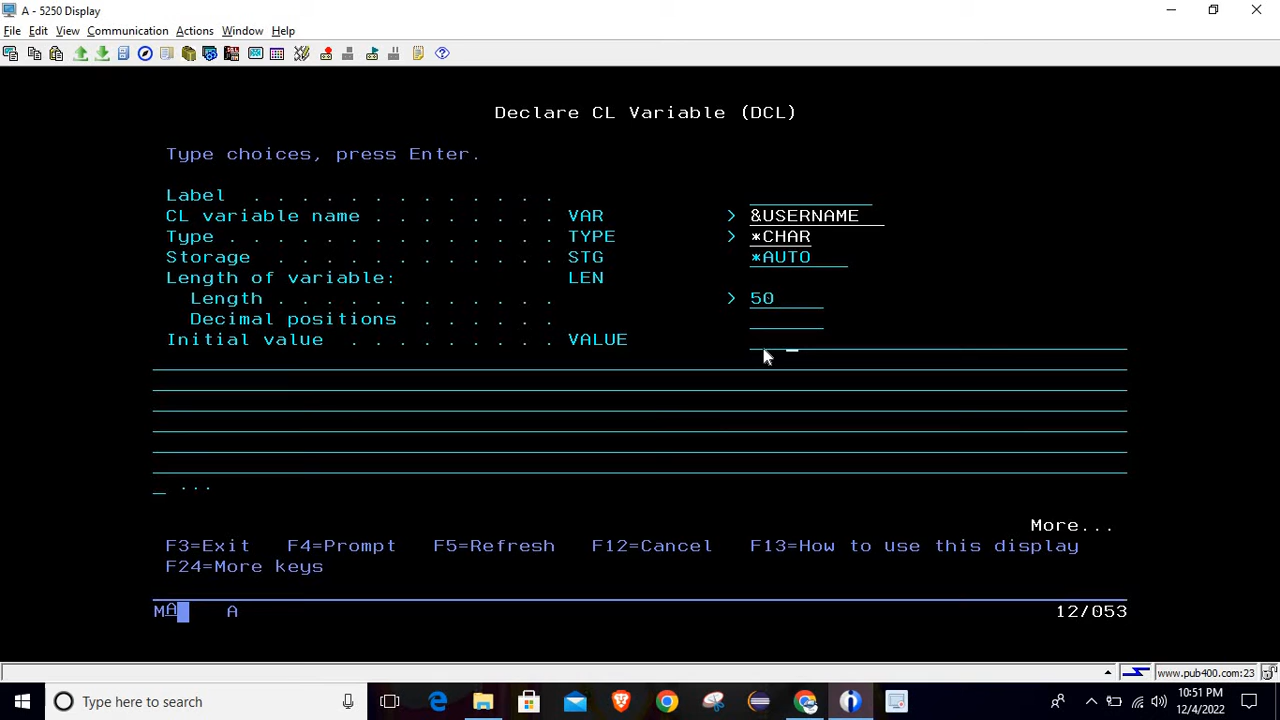 A - 5250 Display
File Edit View Communication Actions Window Help
Declare CL Variable (DCL)
Type choices, press Enter.
Label . . . . . . . . . . . . .
CL variable name . . . . . . . . VAR > &USERNAME
Type . . . . . . . . . . . . . . TYPE > *CHAR
Storage . . . . . . . . . . . . STG *AUTO
Length of variable: LEN
Length . . . . . . . . . . . . > 50
Decimal positions . . . . . .
Initial value . . . . . . . . . VALUE
...
More...
F3=Exit F4=Prompt F5=Refresh F12=Cancel F13=How to use this display
F24=More keys
MA A 12/053
www.pub400.com:23
Type here to search
10:51 PM
12/4/2022